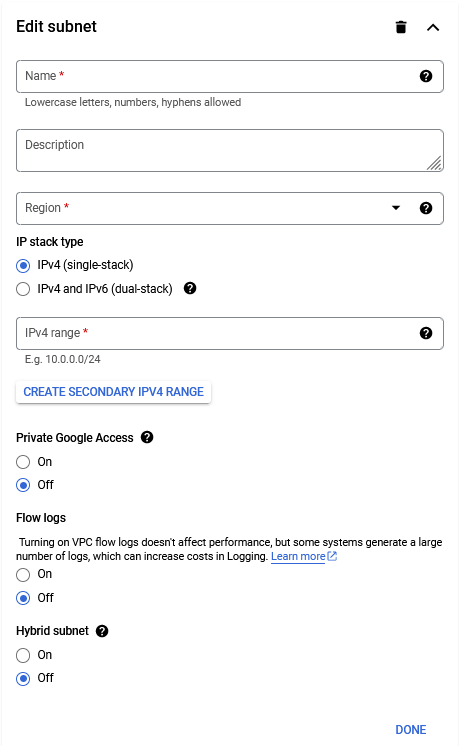 Edit subnet
Name *
Lowercase letters, numbers, hyphens allowed
Description
Region *
IP stack type
IPv4 (single-stack)
IPv4 and IPv6 (dual-stack)
IPv4 range *
E.g. 10.0.0.0/24
CREATE SECONDARY IPV4 RANGE
Private Google Access
On
Off
Flow logs
Turning on VPC flow logs doesn't affect performance, but some systems generate a large
number of logs, which can increase costs in Logging. Learn more
On
Off
Hybrid subnet
On
Off
DONE